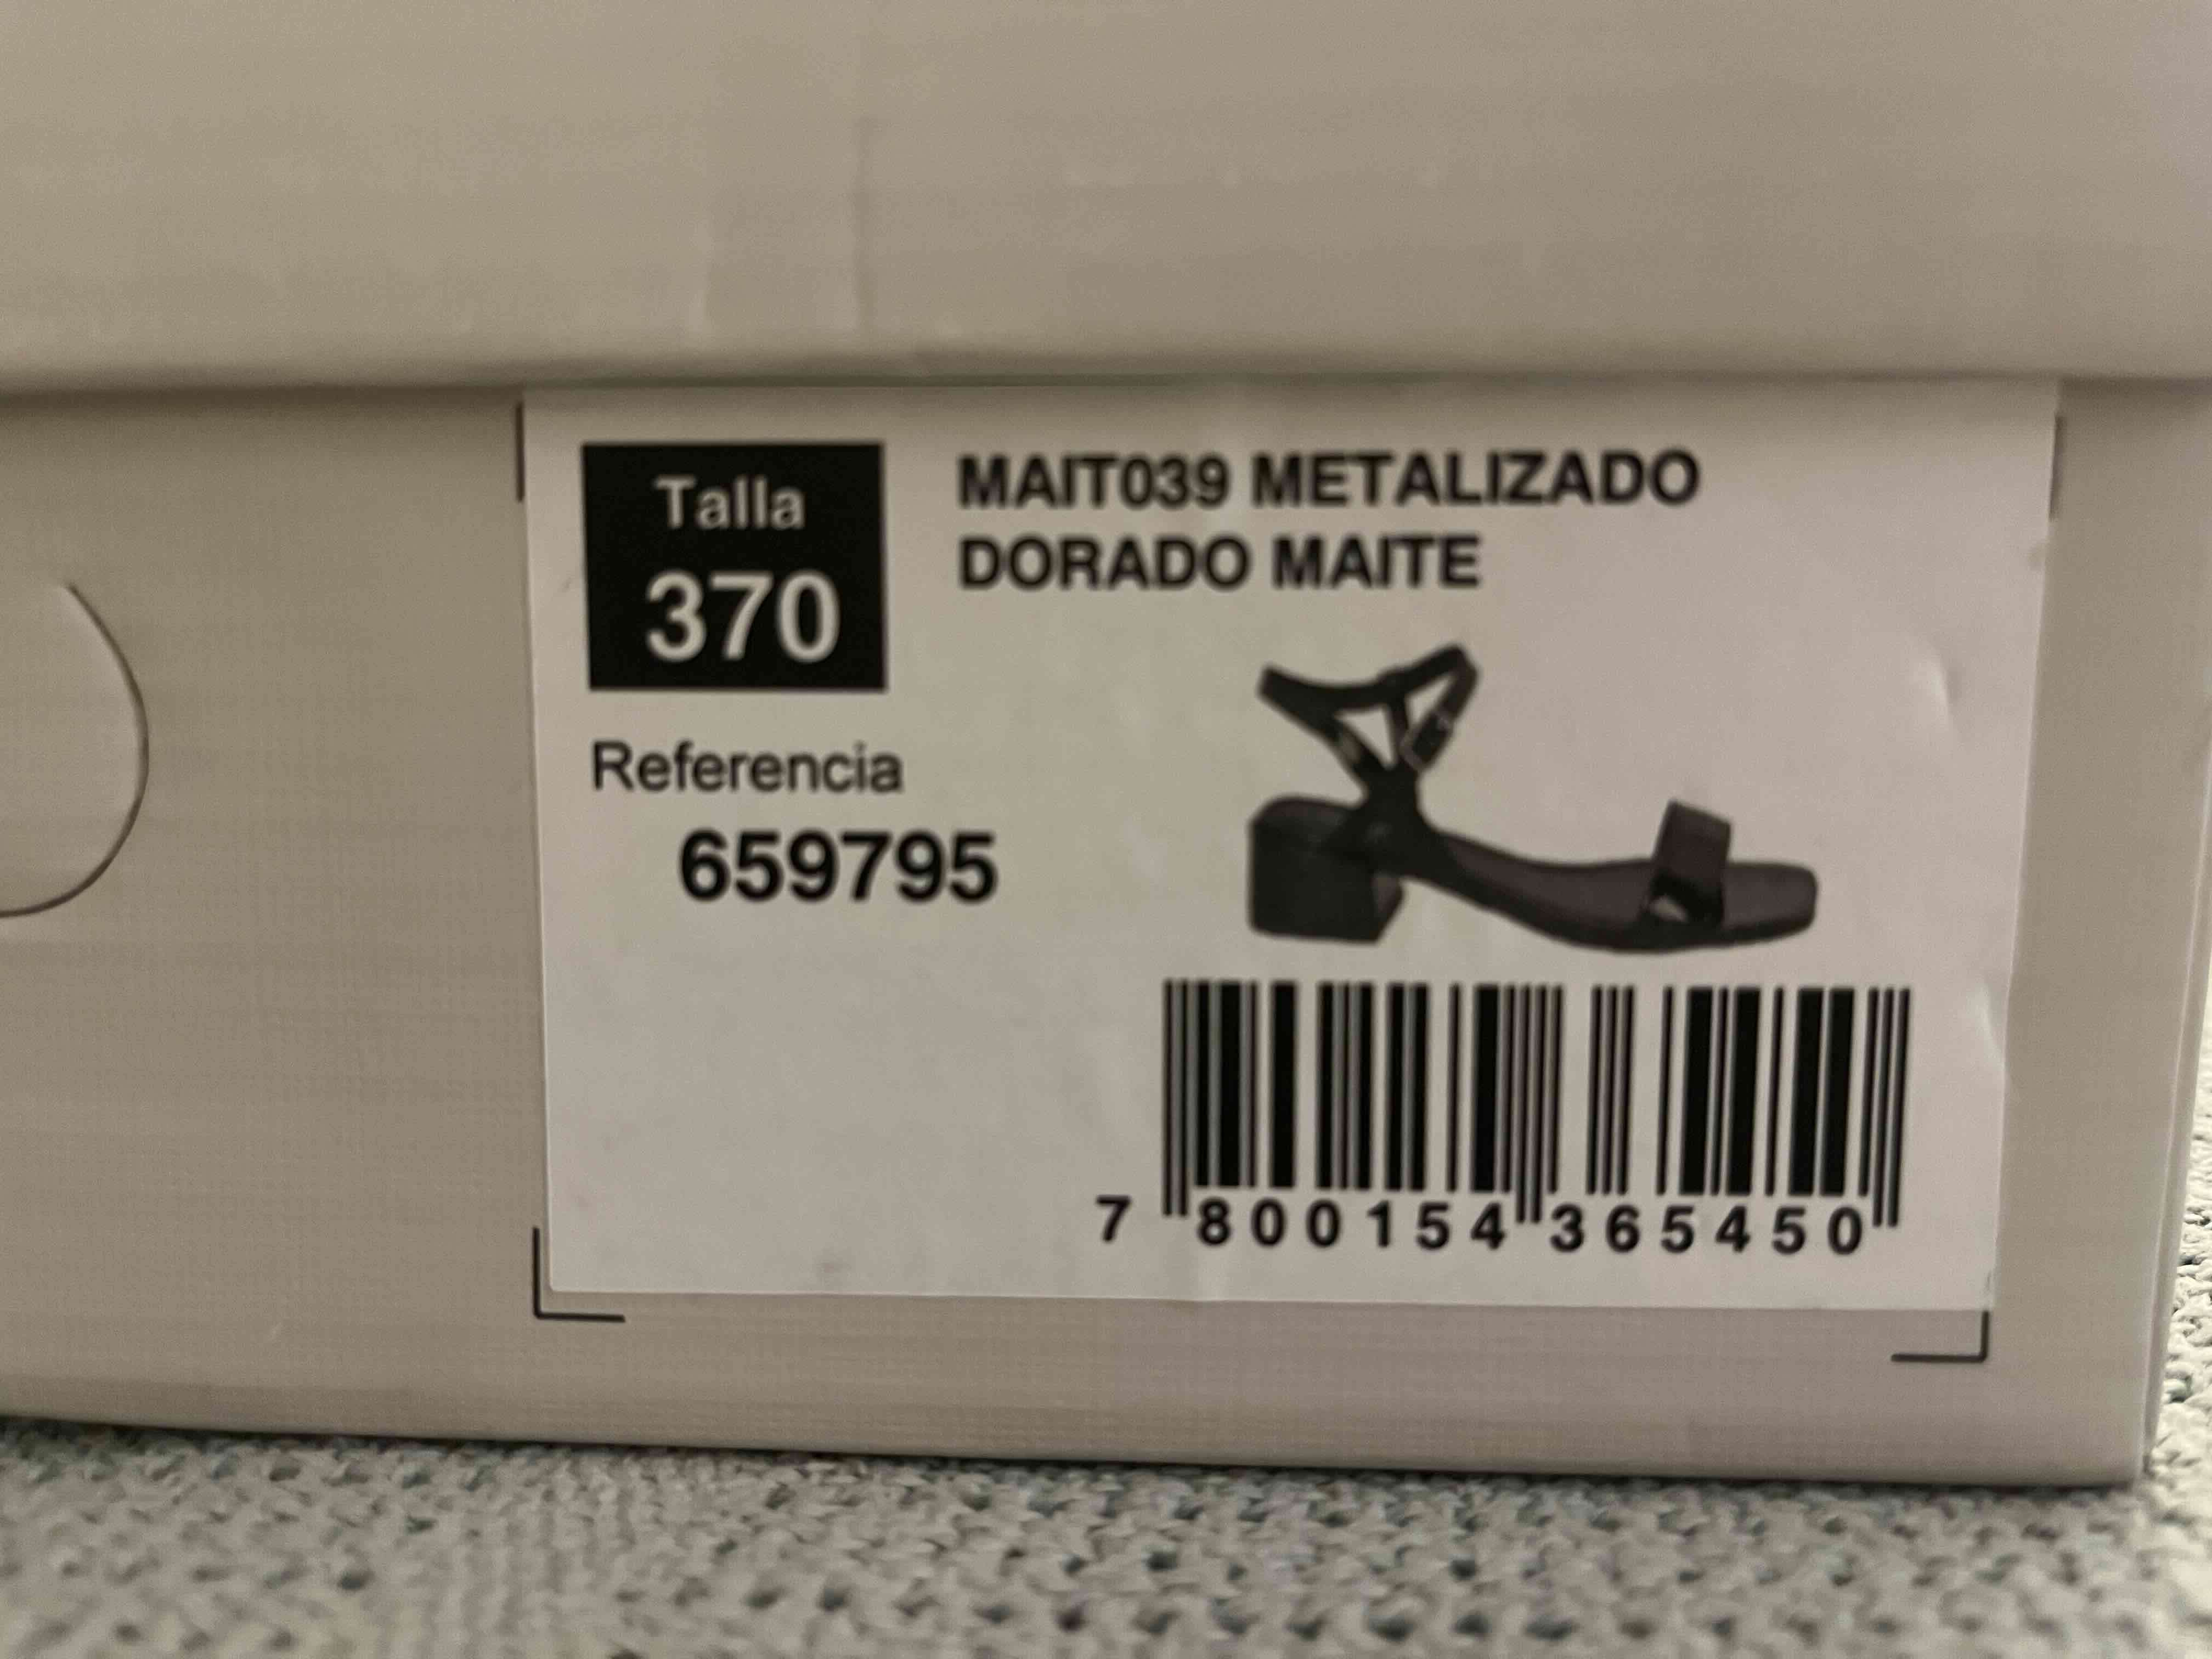 Talla
370
MAIT039 METALIZADO
DORADO MAITE
Referencia
659795
7 800154 365450